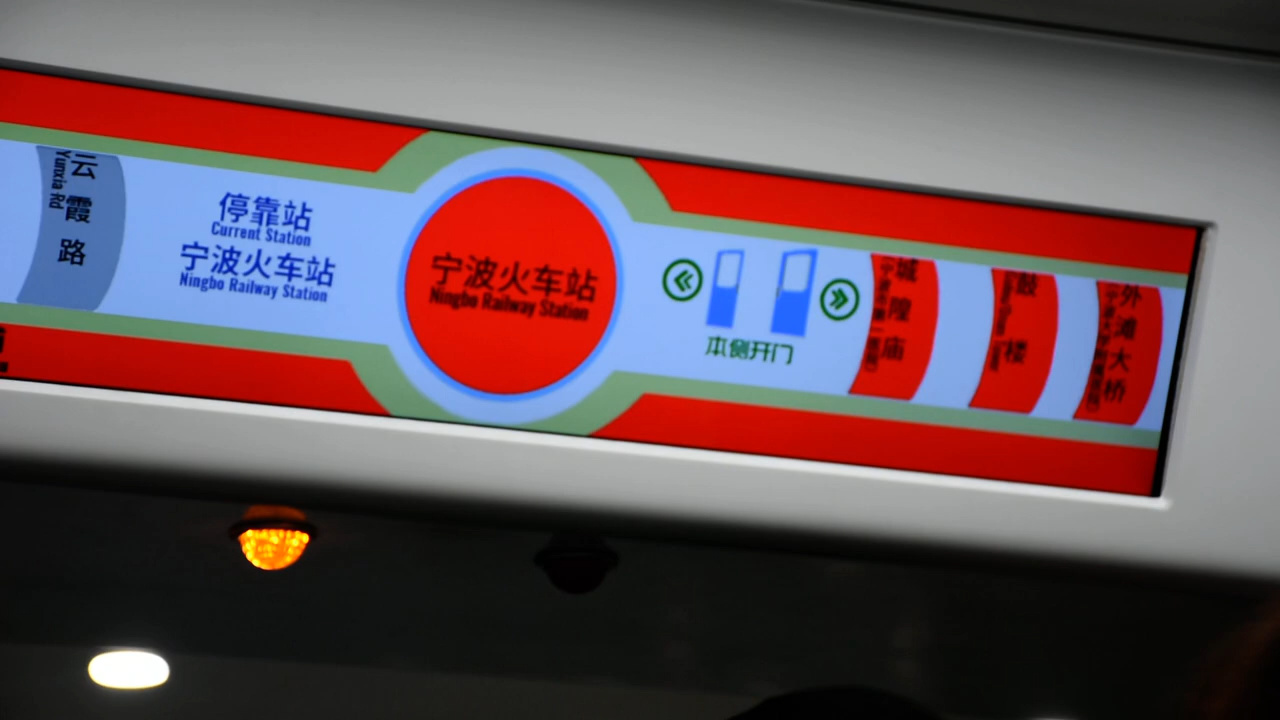 云霞路
Yunxia Rd
停靠站
Current Station
宁波火车站
Ningbo Railway Station
宁波火车站
Ningbo Railway Station
本侧开门
城隍庙
鼓楼
外滩大桥